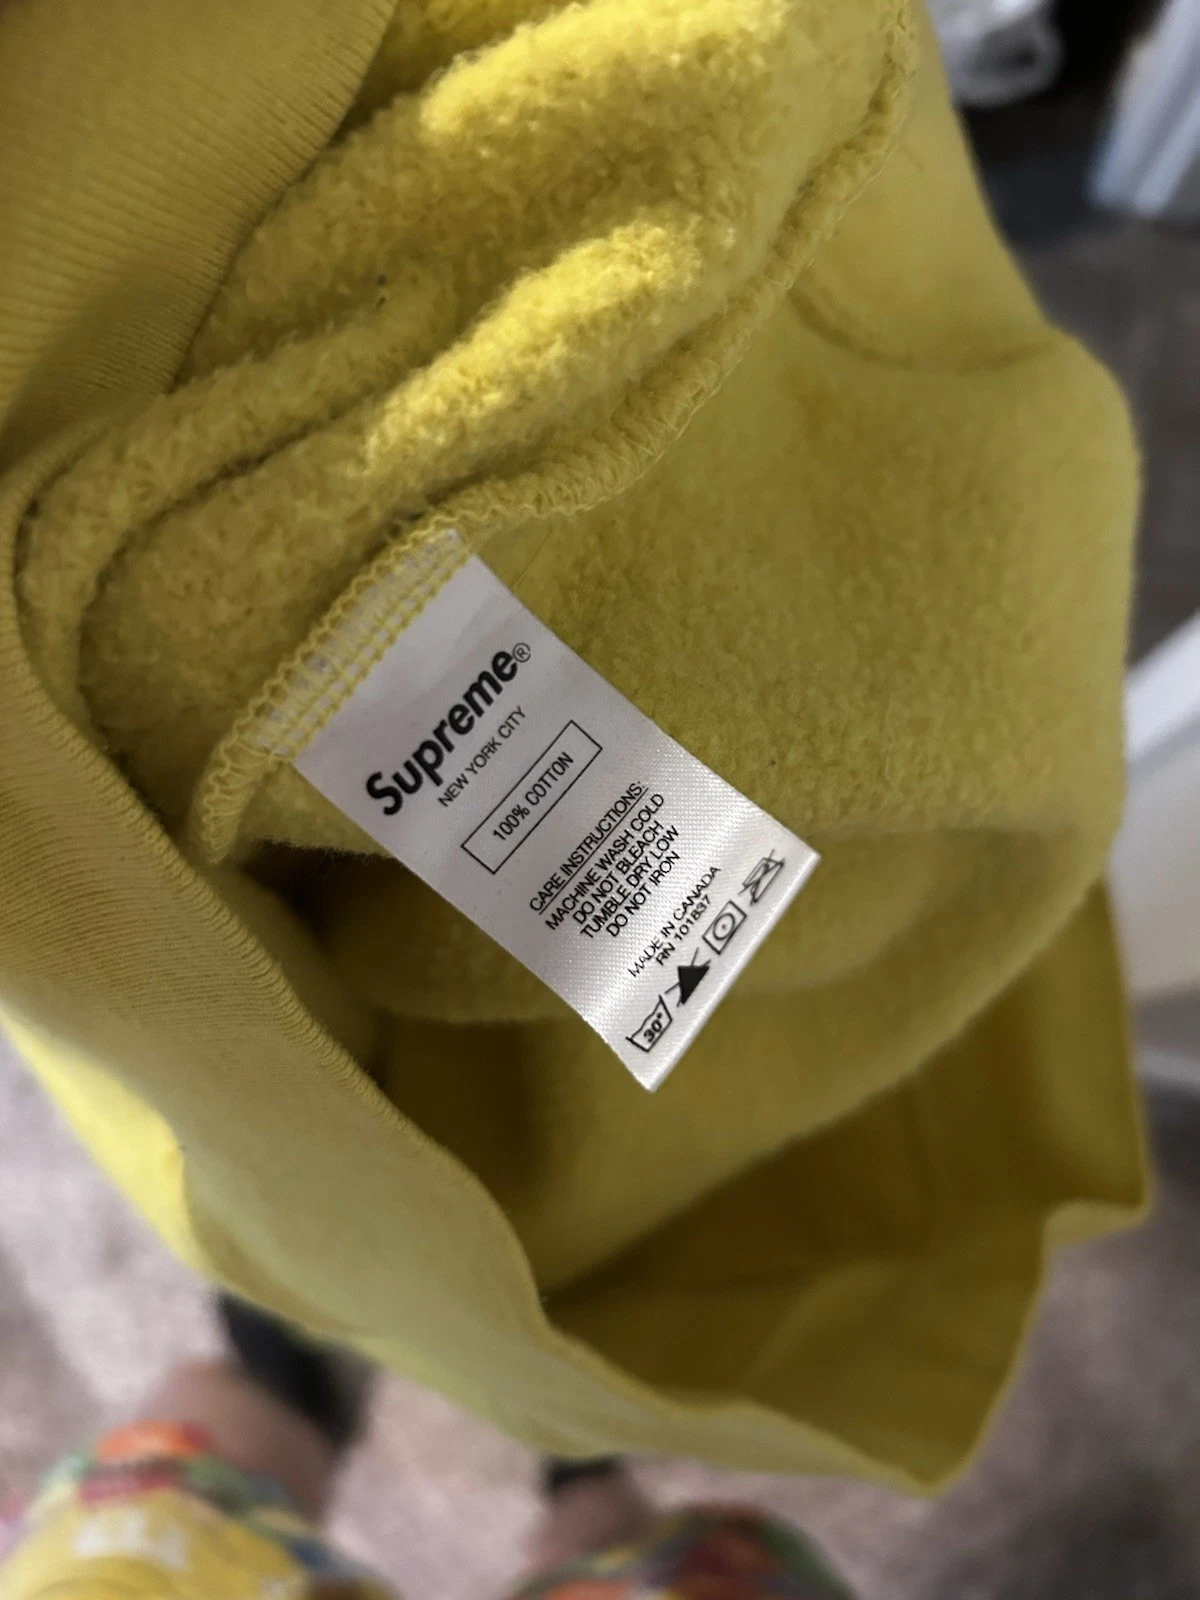 Supreme®
NEW YORK CITY
100% COTTON
CARE INSTRUCTIONS:
MACHINE WASH COLD
DO NOT BLEACH
TUMBLE DRY LOW
DO NOT IRON
MADE IN CANADA
RN 101837
30°